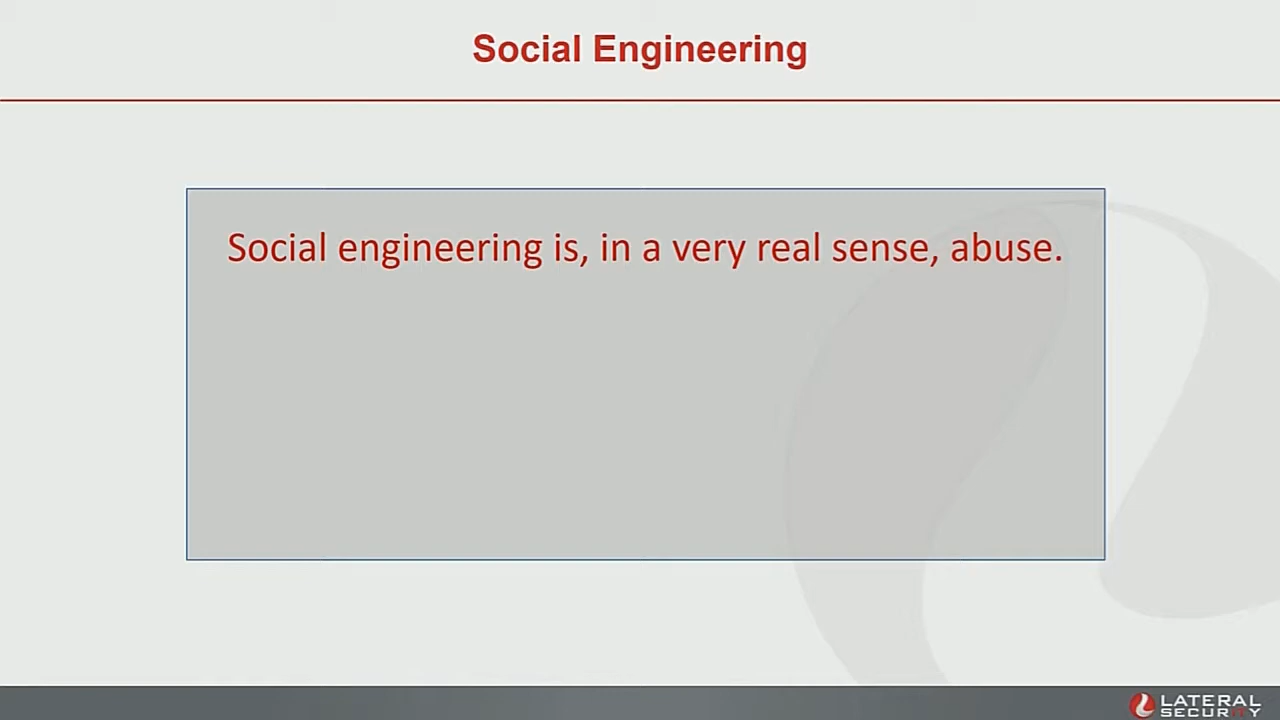 Social Engineering
Social engineering is, in a very real sense, abuse.
LATERAL
SECURITY